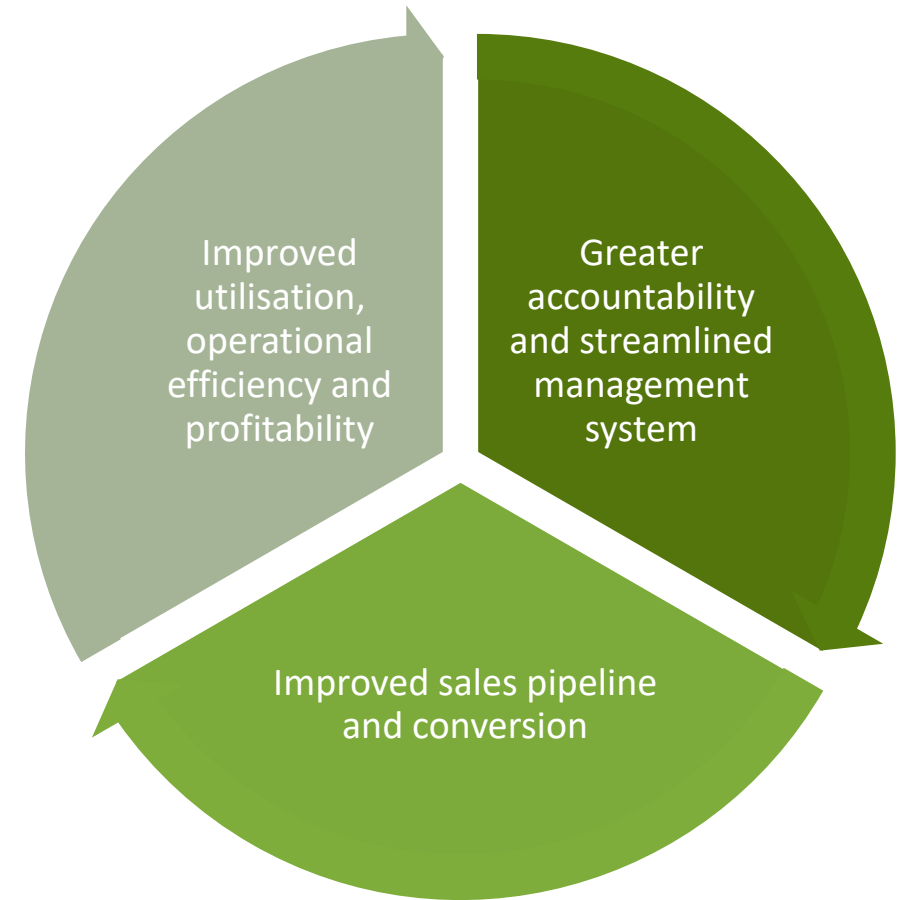 Improved
utilisation,
operational
efficiency and
profitability
Greater
accountability
and streamlined
management
system
Improved sales pipeline
and conversion